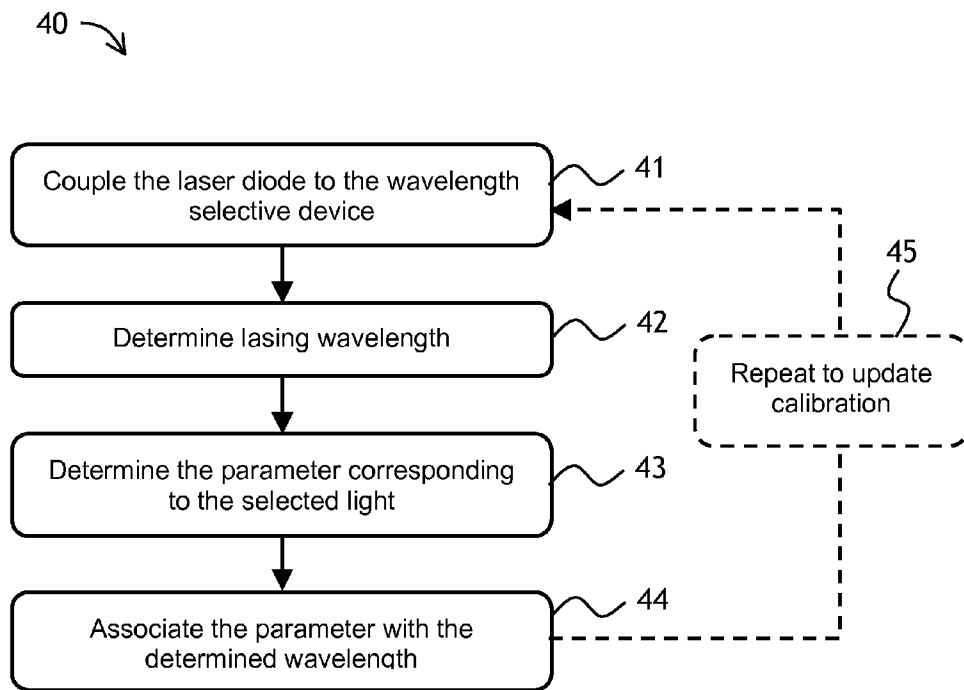 40
Couple the laser diode to the wavelength
selective device
41
Determine lasing wavelength
42
Determine the parameter corresponding
to the selected light
43
Associate the parameter with the
determined wavelength
44
45
Repeat to update
calibration